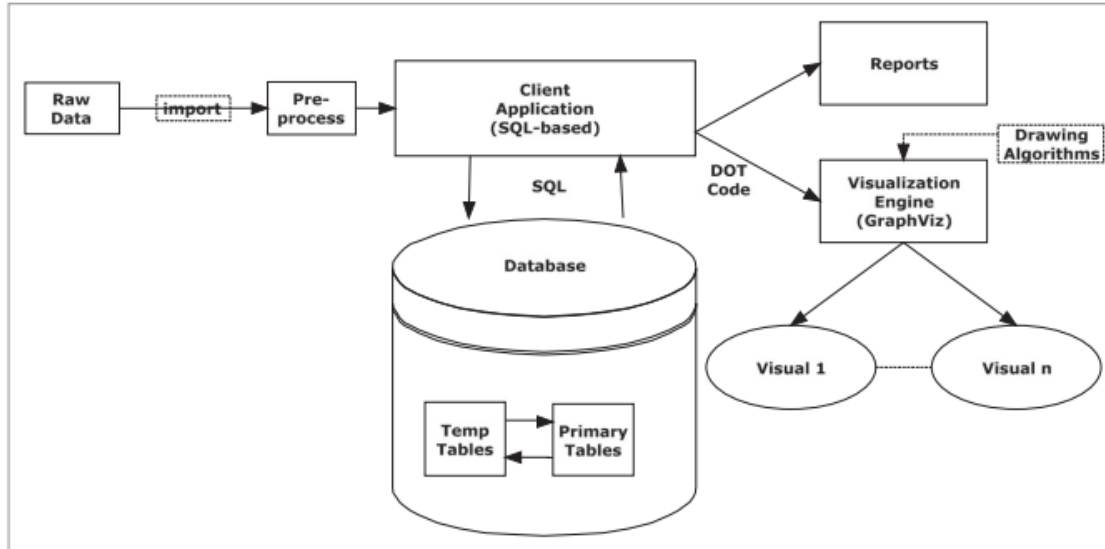 Raw
Data
import
Pre-
process
Client
Application
(SQL-based)
Reports
Drawing
Algorithms
DOT
Code
Visualization
Engine
(GraphViz)
SQL
Database
Visual 1
Visual n
Temp
Tables
Primary
Tables